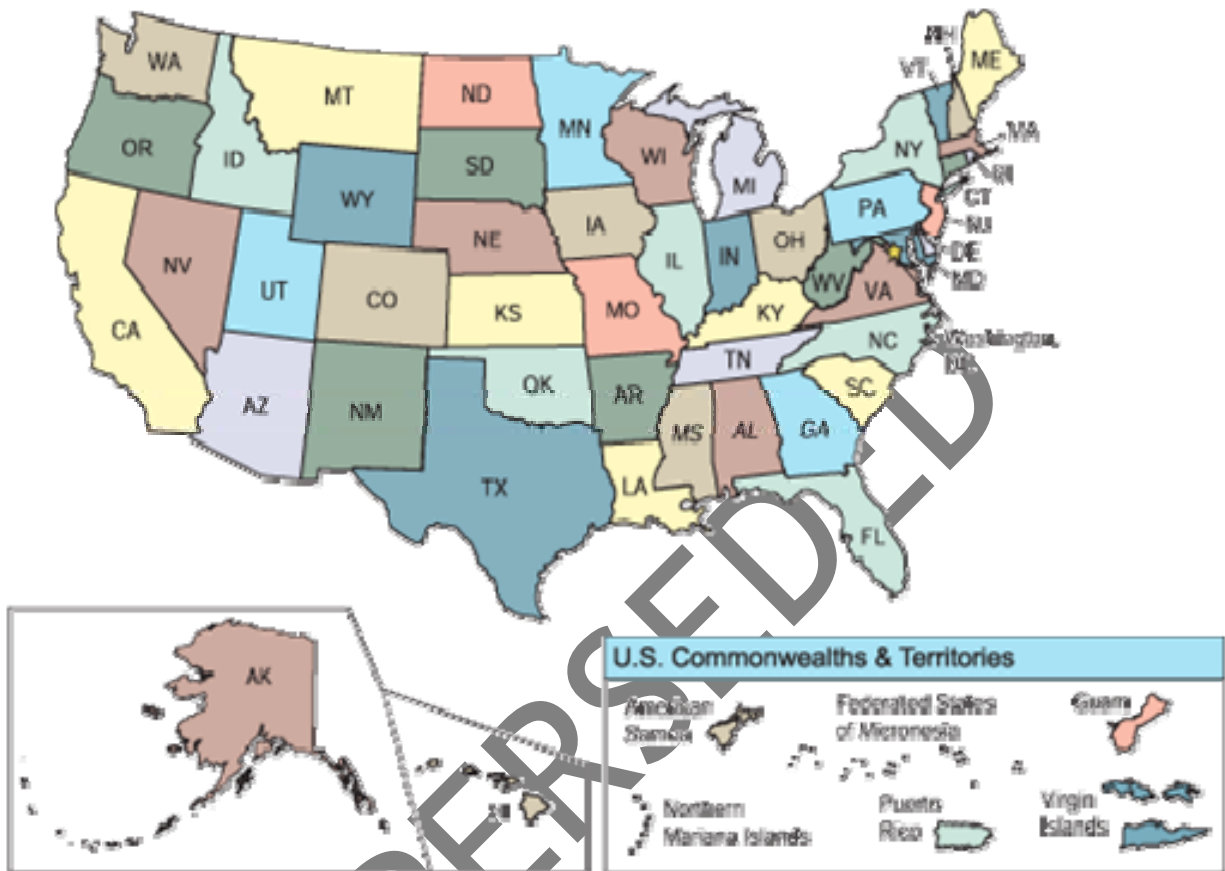 WA
MT
ND
MN
OR
ID
SD
WI
MI
NY
VT
NH
ME
MA
RI
CT
NJ
DE
MD
WY
IA
NE
PA
NV
UT
CO
IL
IN
OH
WV
VA
CA
KS
MO
KY
NC
TN
Washington,
AZ
NM
OK
AR
SC
MS
AL
GA
TX
LA
FL
AK
HI
U.S. Commonwealths & Territories
American
Samoa
Federated States
of Micronesia
Guam
Northern
Mariana Islands
Puerto
Rico
Virgin
Islands